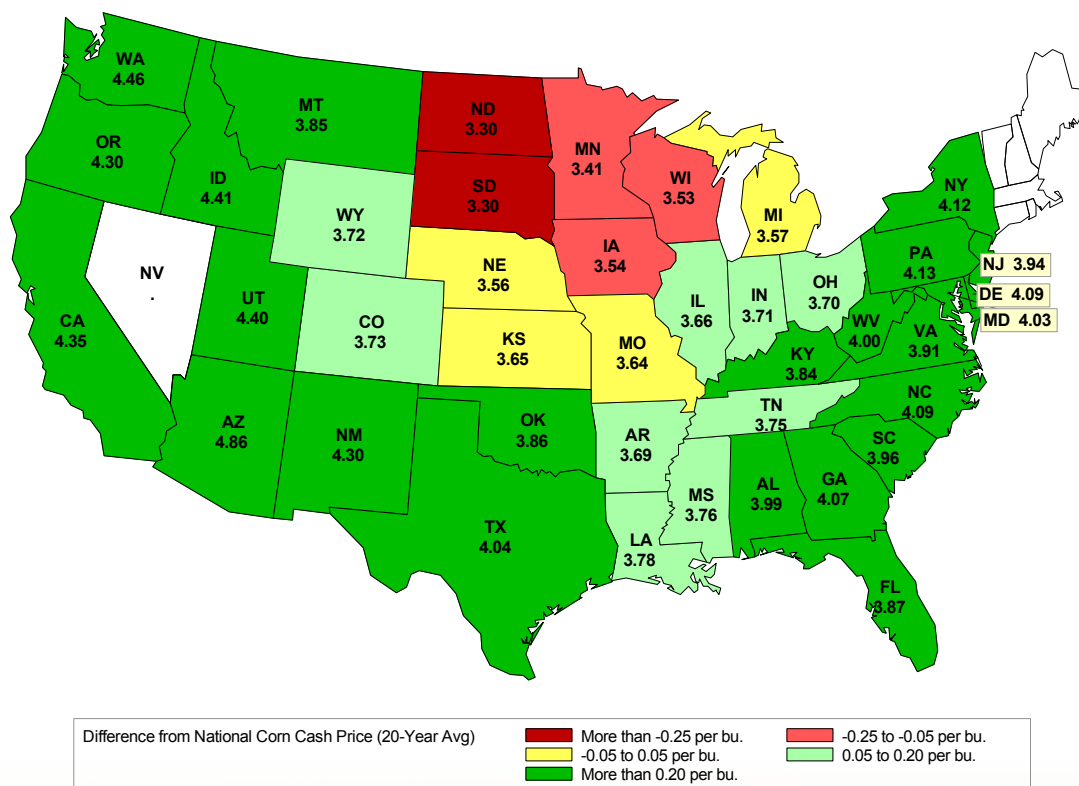 WA
4.46
MT
3.85
ND
3.30
MN
3.41
OR
4.30
ID
4.41
SD
3.30
WI
3.53
MI
3.57
NY
4.12
WY
3.72
IA
3.54
PA
4.13
NJ 3.94
DE 4.09
MD 4.03
NV
.
NE
3.56
UT
4.40
CO
3.73
IL
3.66
IN
3.71
OH
3.70
WV
4.00
VA
3.91
CA
4.35
KS
3.65
MO
3.64
KY
3.84
NC
4.09
TN
3.75
AZ
4.86
NM
4.30
OK
3.86
AR
3.69
SC
3.96
MS
3.76
AL
3.99
GA
4.07
TX
4.04
LA
3.78
FL
3.87
Difference from National Corn Cash Price (20-Year Avg)
More than -0.25 per bu.
-0.25 to -0.05 per bu.
-0.05 to 0.05 per bu.
0.05 to 0.20 per bu.
More than 0.20 per bu.